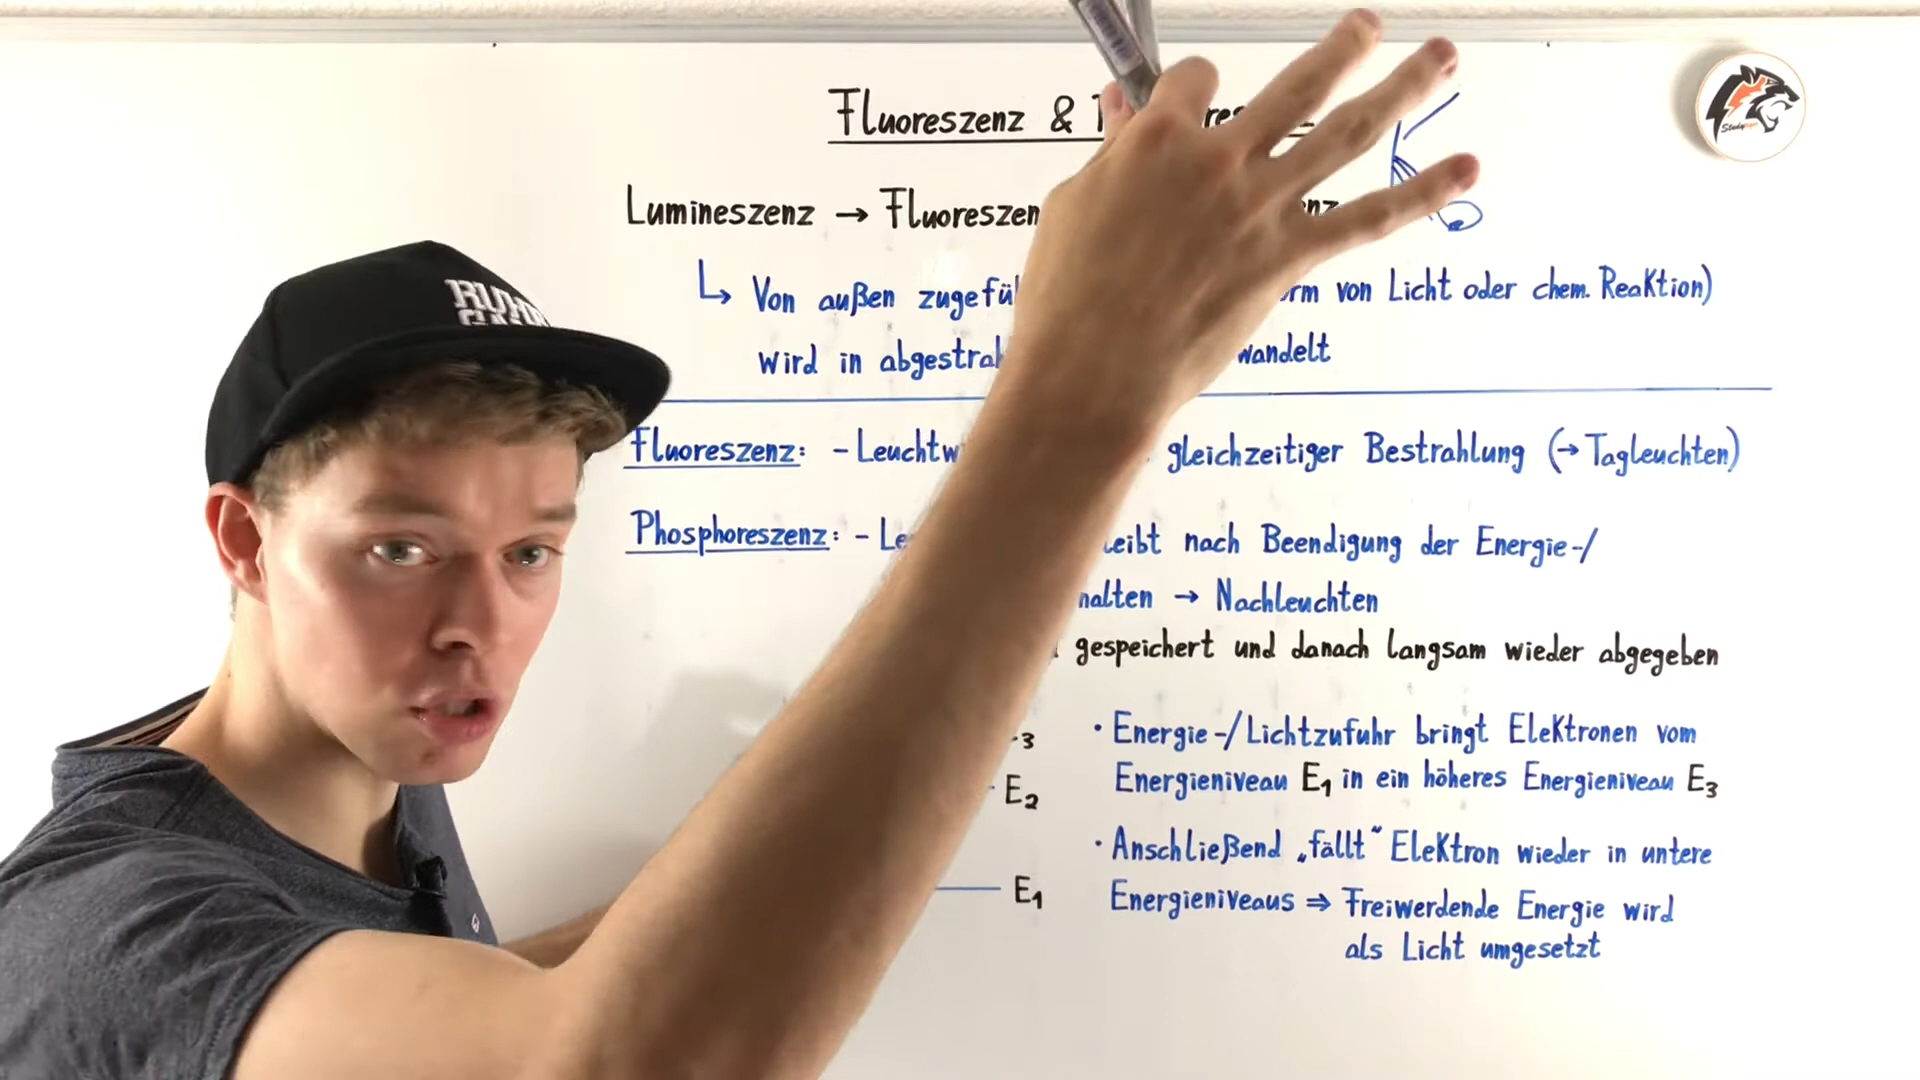 Fluoreszenz &
Lumineszenz → Fluoreszen
↳ Von außen zugefü rm von Licht oder chem. Reaktion)
wird in abgestrahl wandelt
Fluoreszenz: - Leuchtw gleichzeitiger Bestrahlung (→ Tagleuchten)
Phosphoreszenz: - Le leibt nach Beendigung der Energie-/
halten → Nachleuchten
gespeichert und danach langsam wieder abgegeben
3
E2
E1
· Energie-/Lichtzufuhr bringt Elektronen vom
Energieniveau E1 in ein höheres Energieniveau E3
· Anschließend „fällt" Elektron wieder in untere
Energieniveaus ⇒ Freiwerdende Energie wird
als Licht umgesetzt